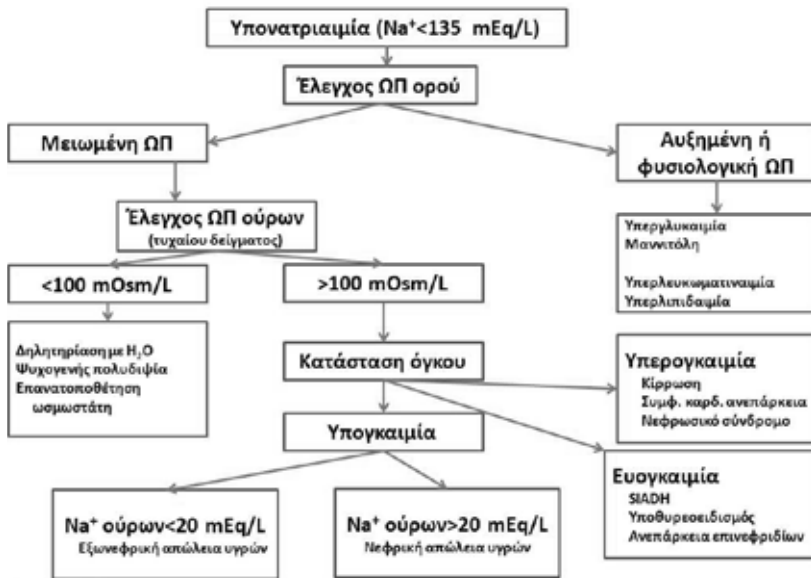 Υπονατριαιμία (Na⁺<135 mEq/L)
Έλεγχος ΩΠ ορού
Μειωμένη ΩΠ
Αυξημένη ή
φυσιολογική ΩΠ
Έλεγχος ΩΠ ούρων
(τυχαίου δείγματος)
Υπεργλυκαιμία
Μαννιτόλη
Υπερλευκωματιναιμία
Υπερλιπιδαιμία
<100 mOsm/L
>100 mOsm/L
Δηλητηρίαση με H₂O
Ψυχογενής πολυδιψία
Επανατοποθέτηση
ωσμωστάτη
Κατάσταση όγκου
Υπερογκαιμία
Κίρρωση
Συμφ. καρδ. ανεπάρκεια
Νεφρωσικό σύνδρομο
Υπογκαιμία
Ευογκαιμία
SIADH
Υποθυρεοειδισμός
Ανεπάρκεια επινεφριδίων
Na⁺ ούρων<20 mEq/L
Εξωνεφρική απώλεια υγρών
Na⁺ ούρων>20 mEq/L
Νεφρική απώλεια υγρών